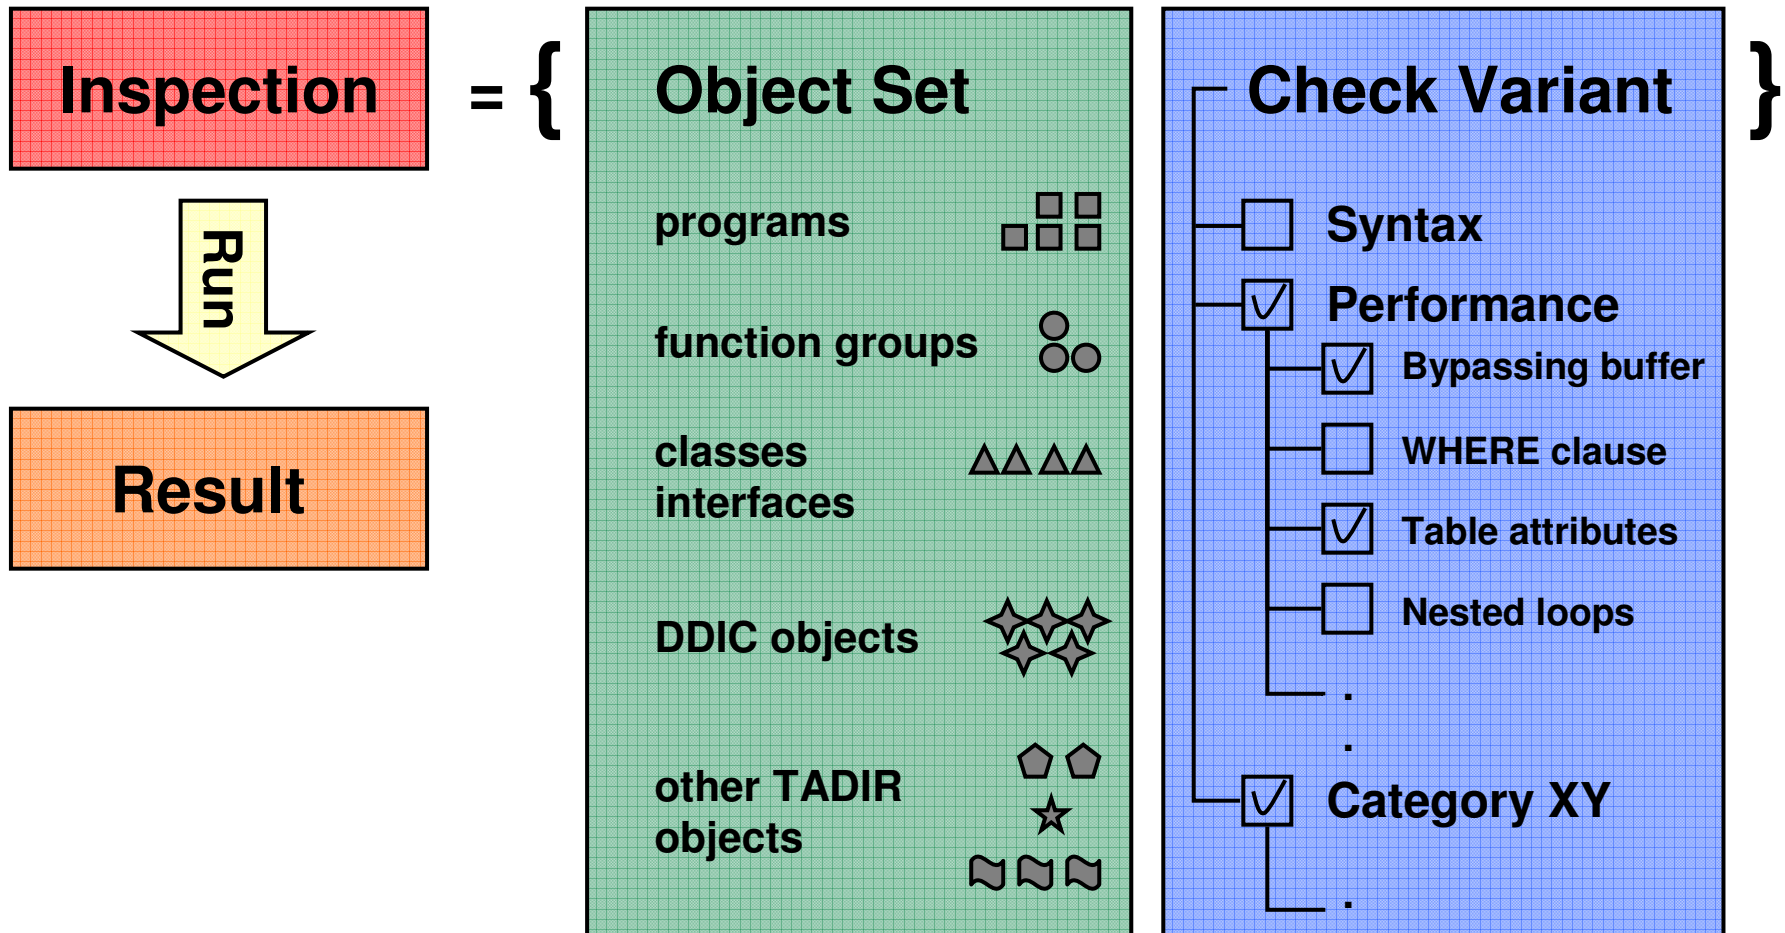 Inspection
= {
Object Set
Check Variant
}
Run
Result
programs
function groups
classes
interfaces
DDIC objects
other TADIR
objects
Syntax
Performance
Bypassing buffer
WHERE clause
Table attributes
Nested loops
.
.
Category XY
.